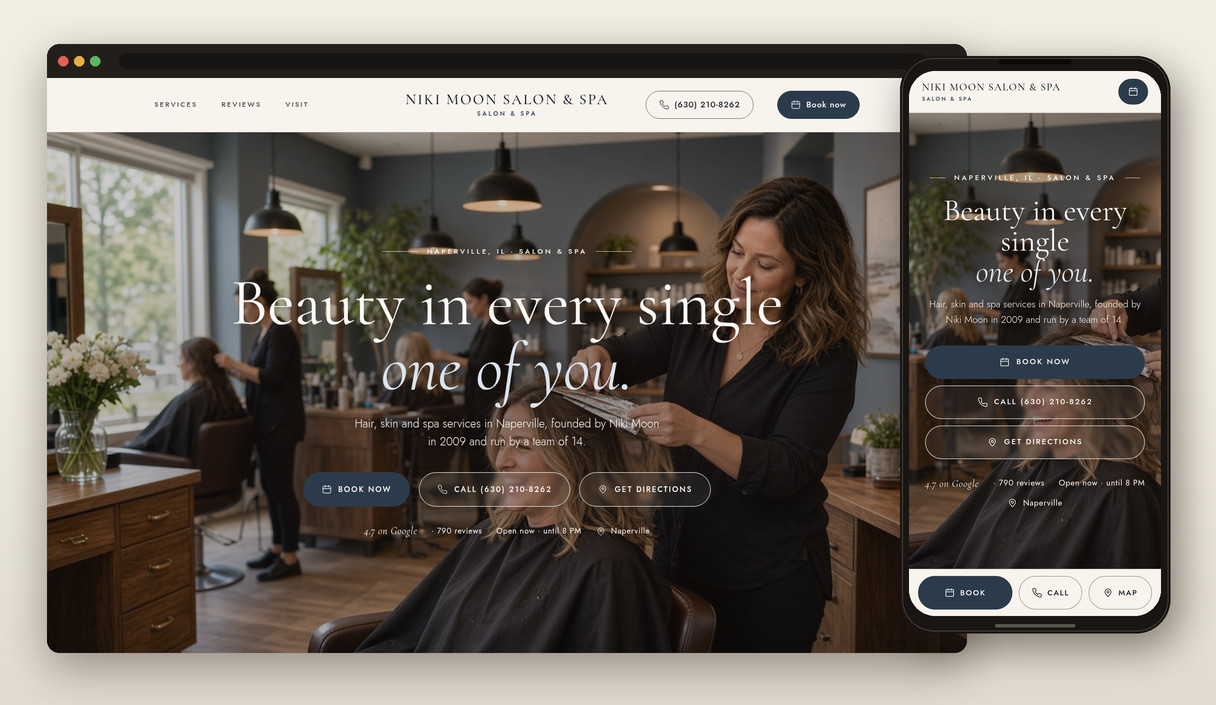 SERVICES REVIEWS VISIT
NIKI MOON SALON & SPA
SALON & SPA
(630) 210-8262
Book now
NAPERVILLE, IL · SALON & SPA
Beauty in every single
one of you.
Hair, skin and spa services in Naperville, founded by Niki Moon
in 2009 and run by a team of 14.
BOOK NOW
CALL (630) 210-8262
GET DIRECTIONS
4.7 on Google · 790 reviews Open now · until 8 PM Naperville
NIKI MOON SALON & SPA
SALON & SPA
NAPERVILLE, IL · SALON & SPA
Beauty in every
single
one of you.
Hair, skin and spa services in Naperville, founded by
Niki Moon in 2009 and run by a team of 14.
BOOK NOW
CALL (630) 210-8262
GET DIRECTIONS
4.7 on Google · 790 reviews Open now · until 8 PM
Naperville
BOOK
CALL
MAP